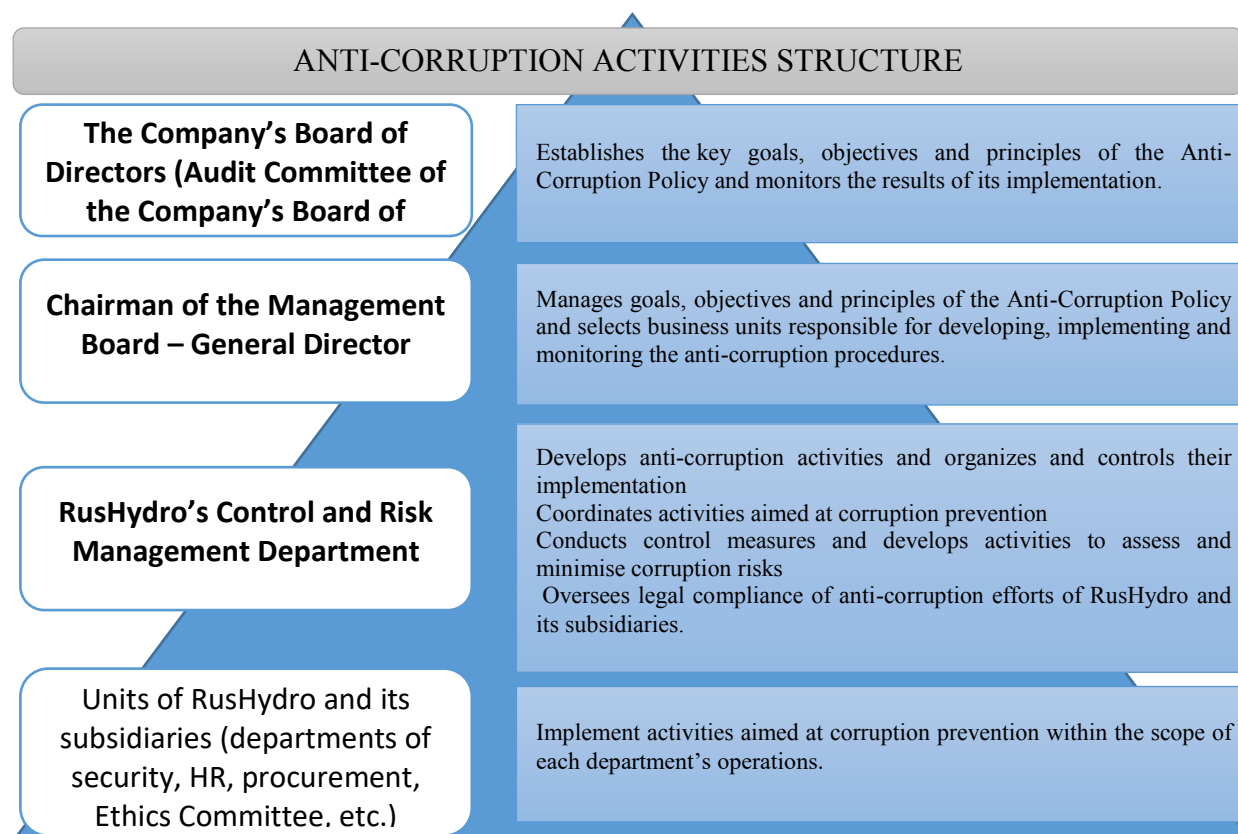 ANTI-CORRUPTION ACTIVITIES STRUCTURE
The Company’s Board of
Directors (Audit Committee of
the Company’s Board of
Establishes the key goals, objectives and principles of the Anti-
Corruption Policy and monitors the results of its implementation.
Chairman of the Management
Board – General Director
Manages goals, objectives and principles of the Anti-Corruption Policy
and selects business units responsible for developing, implementing and
monitoring the anti-corruption procedures.
RusHydro’s Control and Risk
Management Department
Develops anti-corruption activities and organizes and controls their
implementation
Coordinates activities aimed at corruption prevention
Conducts control measures and develops activities to assess and
minimise corruption risks
Oversees legal compliance of anti-corruption efforts of RusHydro and
its subsidiaries.
Units of RusHydro and its
subsidiaries (departments of
security, HR, procurement,
Ethics Committee, etc.)
Implement activities aimed at corruption prevention within the scope of
each department’s operations.